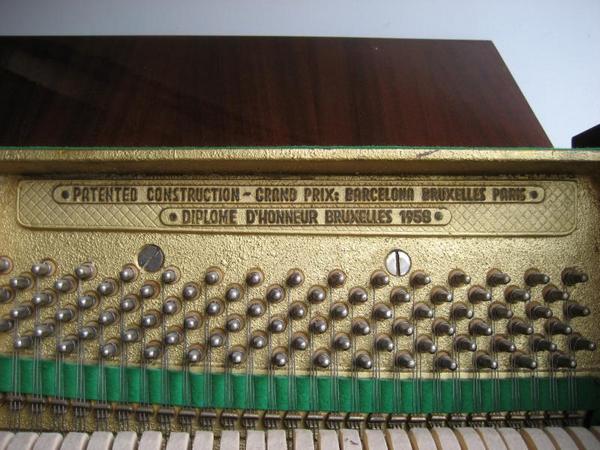 PATENTED CONSTRUCTION - GRAND PRIX: BARCELONA BRUXELLES PARIS
DIPLOME D'HONNEUR BRUXELLES 1958